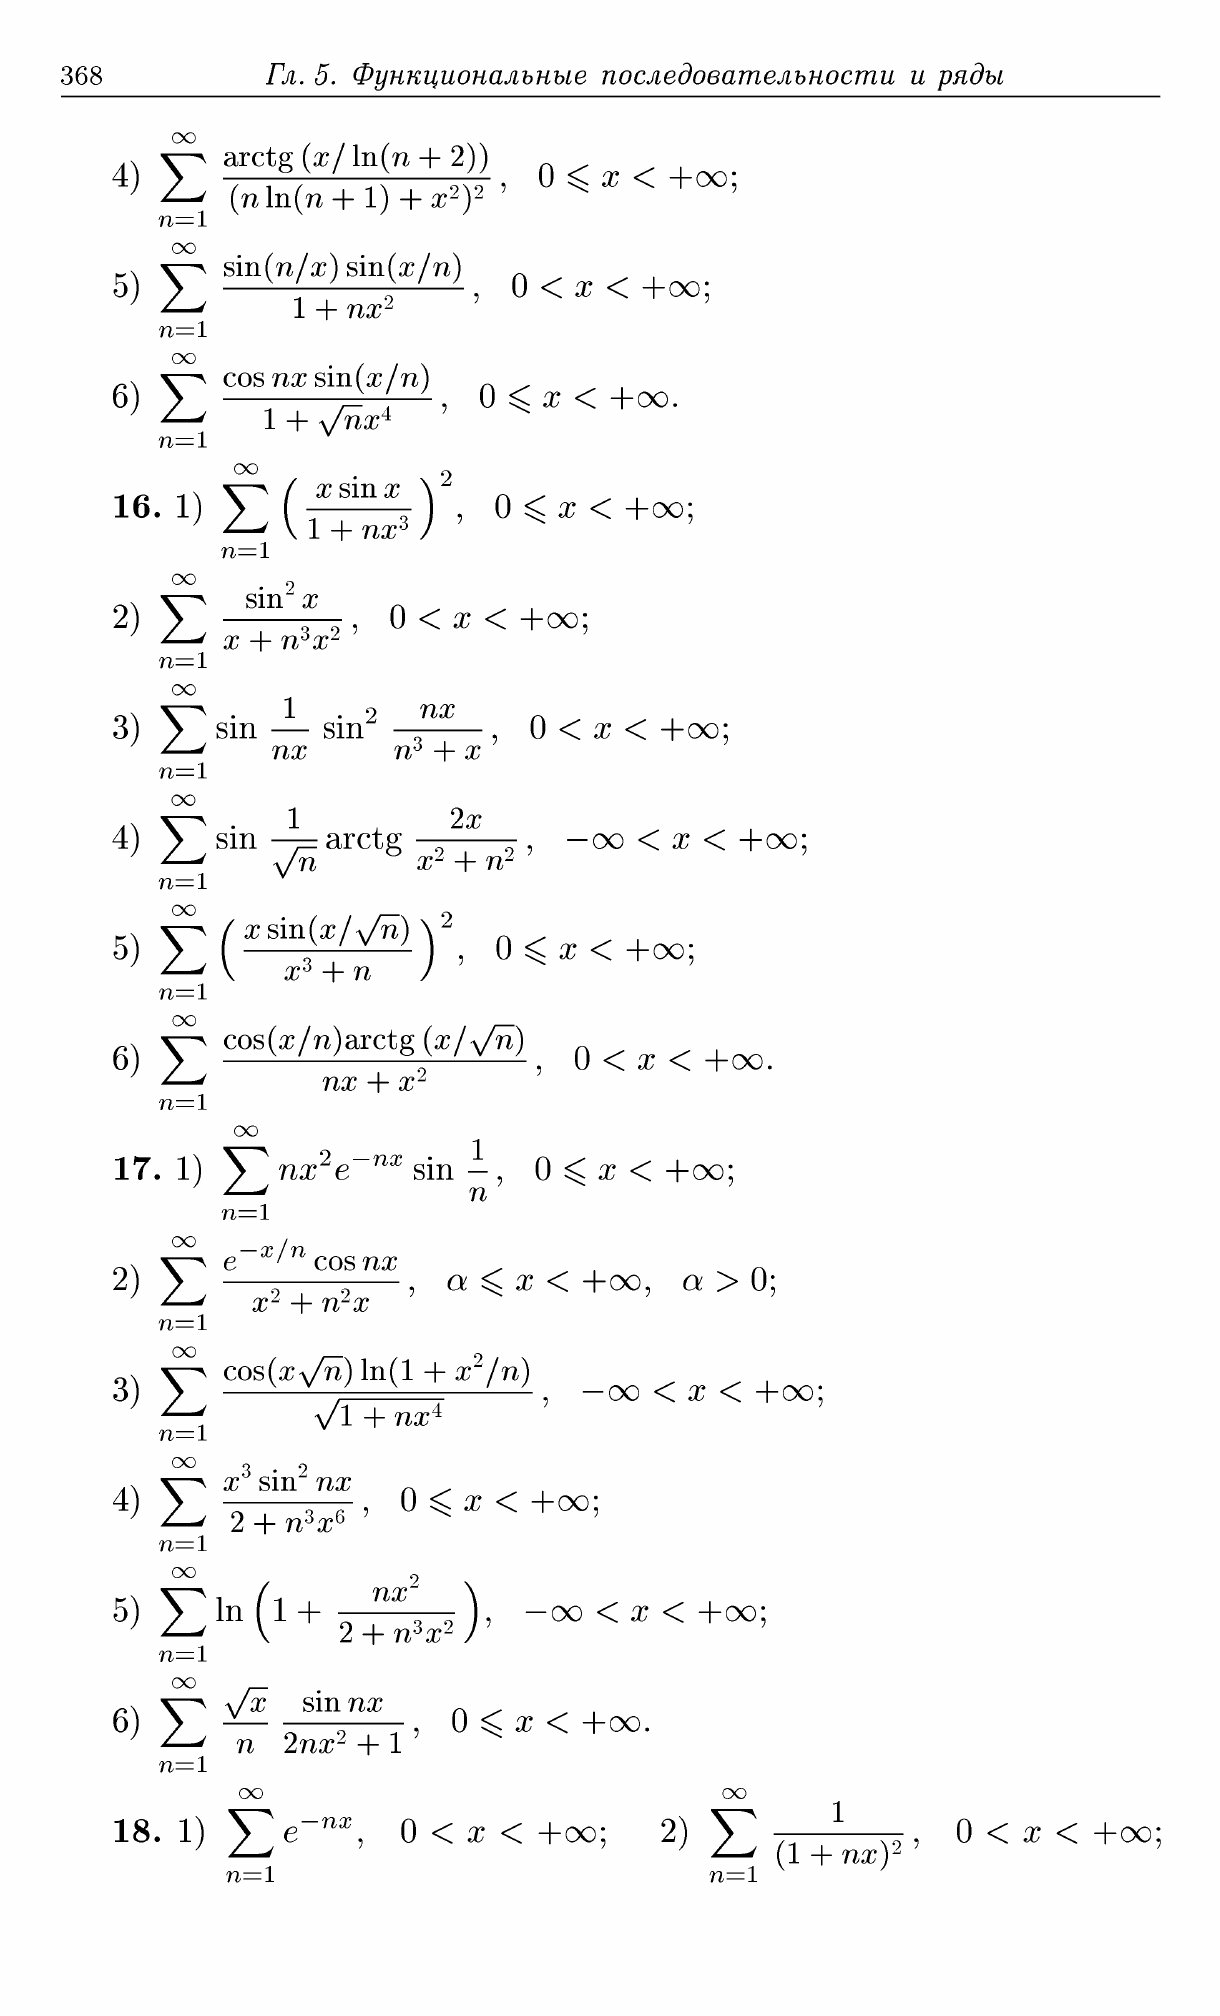 368 Гл. 5. Функциональные последовательности и ряды
4) $\sum_{n=1}^{\infty} \frac{\operatorname{arctg}(x/\ln(n+2))}{(n\ln(n+1)+x^2)^2}$, $0 \leqslant x < +\infty$;
5) $\sum_{n=1}^{\infty} \frac{\sin(n/x)\sin(x/n)}{1+nx^2}$, $0 < x < +\infty$;
6) $\sum_{n=1}^{\infty} \frac{\cos nx \sin(x/n)}{1+\sqrt{n}x^4}$, $0 \leqslant x < +\infty$.
16. 1) $\sum_{n=1}^{\infty} \left(\frac{x\sin x}{1+nx^3}\right)^2$, $0 \leqslant x < +\infty$;
2) $\sum_{n=1}^{\infty} \frac{\sin^2 x}{x+n^3x^2}$, $0 < x < +\infty$;
3) $\sum_{n=1}^{\infty} \sin\frac{1}{nx}\sin^2\frac{nx}{n^3+x}$, $0 < x < +\infty$;
4) $\sum_{n=1}^{\infty} \sin\frac{1}{\sqrt{n}}\operatorname{arctg}\frac{2x}{x^2+n^2}$, $-\infty < x < +\infty$;
5) $\sum_{n=1}^{\infty} \left(\frac{x\sin(x/\sqrt{n})}{x^3+n}\right)^2$, $0 \leqslant x < +\infty$;
6) $\sum_{n=1}^{\infty} \frac{\cos(x/n)\operatorname{arctg}(x/\sqrt{n})}{nx+x^2}$, $0 < x < +\infty$.
17. 1) $\sum_{n=1}^{\infty} nx^2e^{-nx}\sin\frac{1}{n}$, $0 \leqslant x < +\infty$;
2) $\sum_{n=1}^{\infty} \frac{e^{-x/n}\cos nx}{x^2+n^2x}$, $\alpha \leqslant x < +\infty$, $\alpha > 0$;
3) $\sum_{n=1}^{\infty} \frac{\cos(x\sqrt{n})\ln(1+x^2/n)}{\sqrt{1+nx^4}}$, $-\infty < x < +\infty$;
4) $\sum_{n=1}^{\infty} \frac{x^3\sin^2 nx}{2+n^3x^6}$, $0 \leqslant x < +\infty$;
5) $\sum_{n=1}^{\infty} \ln\left(1+\frac{nx^2}{2+n^3x^2}\right)$, $-\infty < x < +\infty$;
6) $\sum_{n=1}^{\infty} \frac{\sqrt{x}}{n}\frac{\sin nx}{2nx^2+1}$, $0 \leqslant x < +\infty$.
18. 1) $\sum_{n=1}^{\infty} e^{-nx}$, $0 < x < +\infty$; 2) $\sum_{n=1}^{\infty} \frac{1}{(1+nx)^2}$, $0 < x < +\infty$;